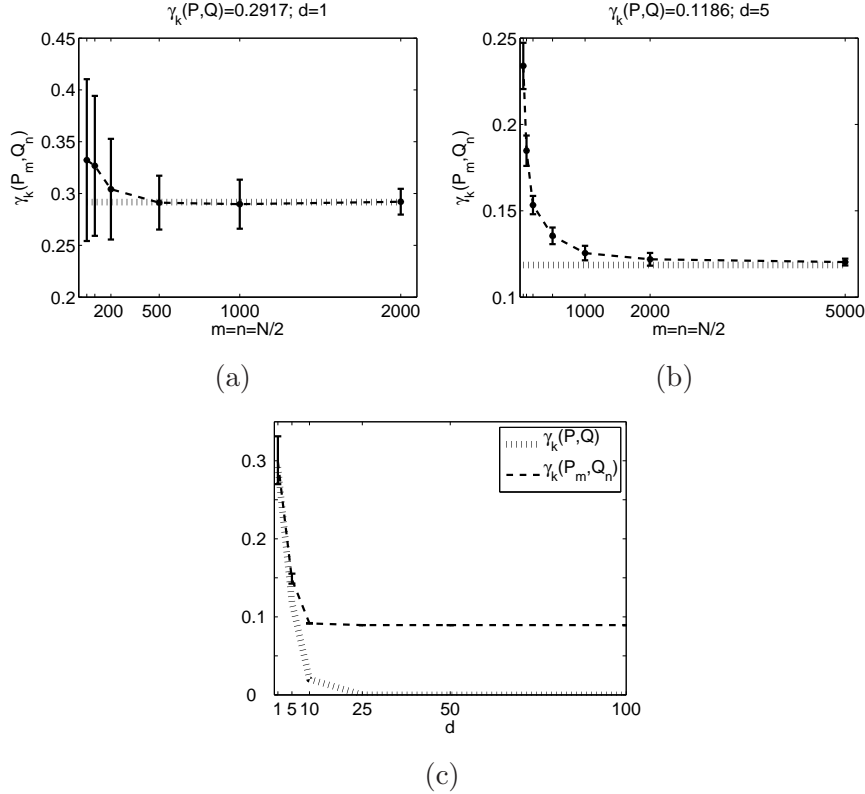 γk(P,Q)=0.2917; d=1
γk(Pm,Qn)
0.45
0.4
0.35
0.3
0.25
0.2
200 500 1000 2000
m=n=N/2
(a)
γk(P,Q)=0.1186; d=5
γk(Pm,Qn)
0.25
0.2
0.15
0.1
1000 2000 5000
m=n=N/2
(b)
γk(P,Q)
γk(Pm,Qn)
0.3
0.2
0.1
0
1 5 10 25 50 100
d
(c)